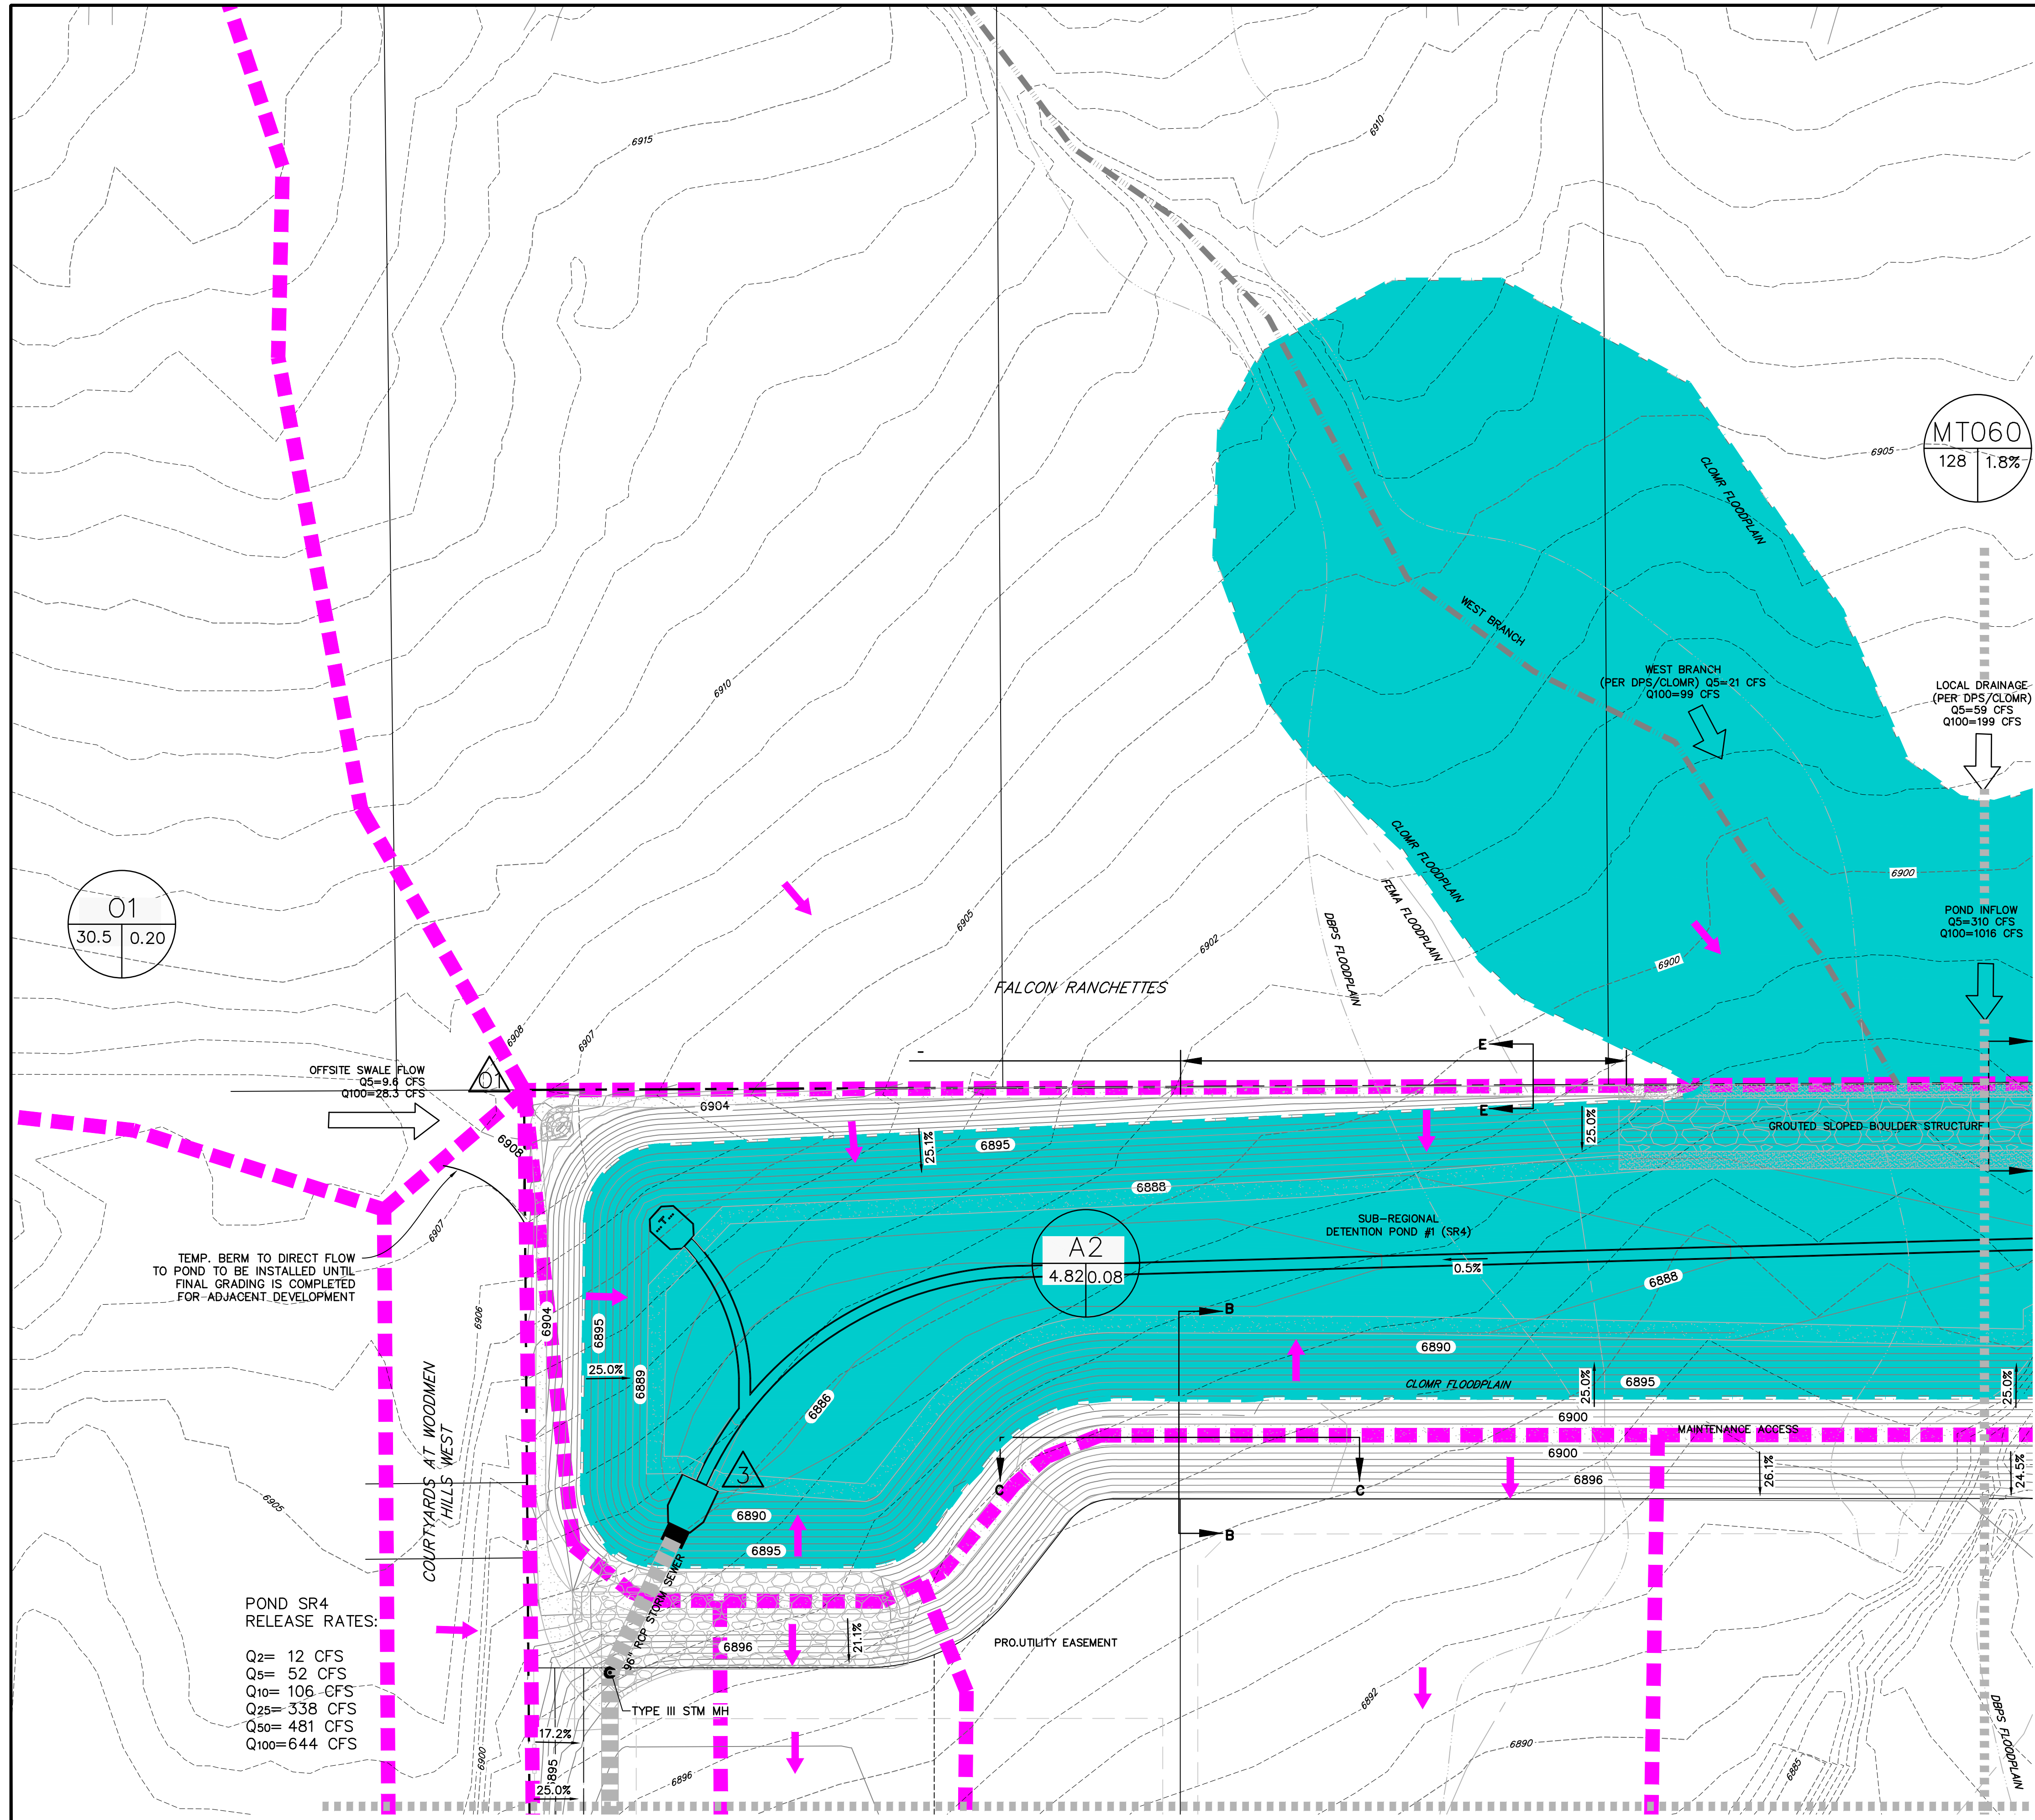 6915
6910
MT060
128 1.8%
6905
CLOMR FLOODPLAIN
WEST BRANCH
WEST BRANCH
(PER DPS/CLOMR) Q5=21 CFS
Q100=99 CFS
LOCAL DRAINAGE
(PER DPS/CLOMR)
Q5=59 CFS
Q100=199 CFS
6910
O1
30.5 0.20
CLOMR FLOODPLAIN
FEMA FLOODPLAIN
DBPS FLOODPLAIN
6900
POND INFLOW
Q5=310 CFS
Q100=1016 CFS
6905
6902
6900
FALCON RANCHETTES
6908
6907
OFFSITE SWALE FLOW
Q5=9.6 CFS
Q100=28.3 CFS
O1
E
E
6904
6908
25.1%
6895
25.0%
GROUTED SLOPED BOULDER STRUCTURE
6888
--T--
A2
4.82 0.08
SUB-REGIONAL
DETENTION POND #1 (SR4)
0.5%
6888
6907
TEMP. BERM TO DIRECT FLOW
TO POND TO BE INSTALLED UNTIL
FINAL GRADING IS COMPLETED
FOR ADJACENT DEVELOPMENT
6906
6904
6895
25.0%
6889
B
6890
CLOMR FLOODPLAIN
25.0%
6895
25.0%
6886
COURTYARDS AT WOODMEN
HILLS WEST
6900
MAINTENANCE ACCESS
6900
6896
26.1%
24.5%
3
C
C
6905
6890
B
6895
96" RCP STORM SEWER
POND SR4
RELEASE RATES:
Q2= 12 CFS
Q5= 52 CFS
Q10= 106 CFS
Q25= 338 CFS
Q50= 481 CFS
Q100=644 CFS
6896
21.1%
PRO.UTILITY EASEMENT
TYPE III STM MH
6892
DBPS FLOODPLAIN
17.2%
6900
6895
25.0%
6896
6890
6885